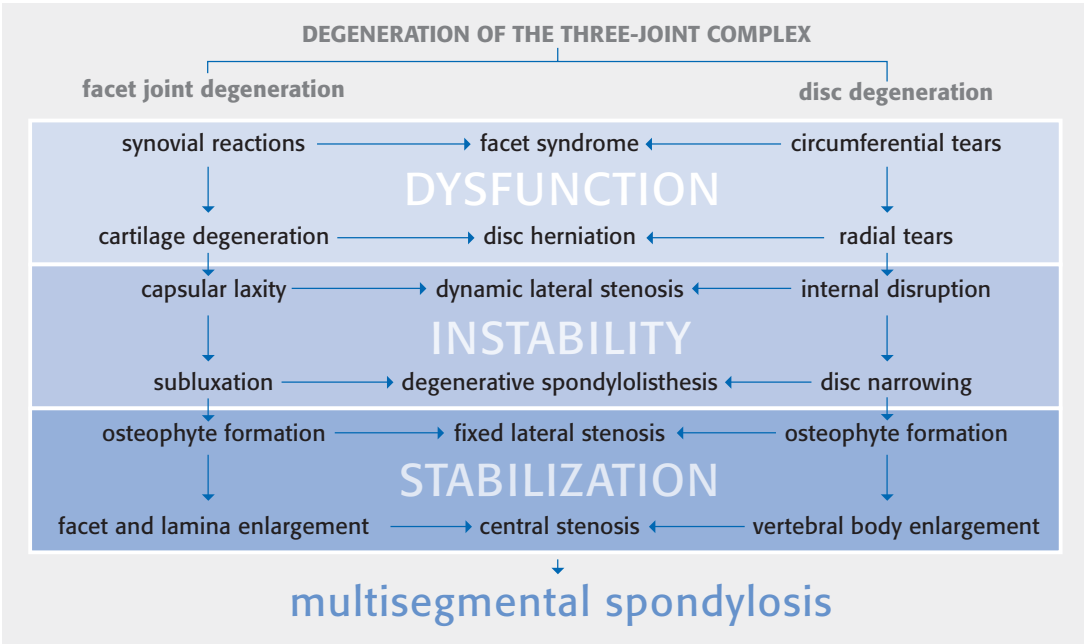 DEGENERATION OF THE THREE-JOINT COMPLEX
facet joint degeneration disc degeneration
synovial reactions facet syndrome circumferential tears
DYSFUNCTION
cartilage degeneration disc herniation radial tears
capsular laxity dynamic lateral stenosis internal disruption
INSTABILITY
subluxation degenerative spondylolisthesis disc narrowing
osteophyte formation fixed lateral stenosis osteophyte formation
STABILIZATION
facet and lamina enlargement central stenosis vertebral body enlargement
multisegmental spondylosis